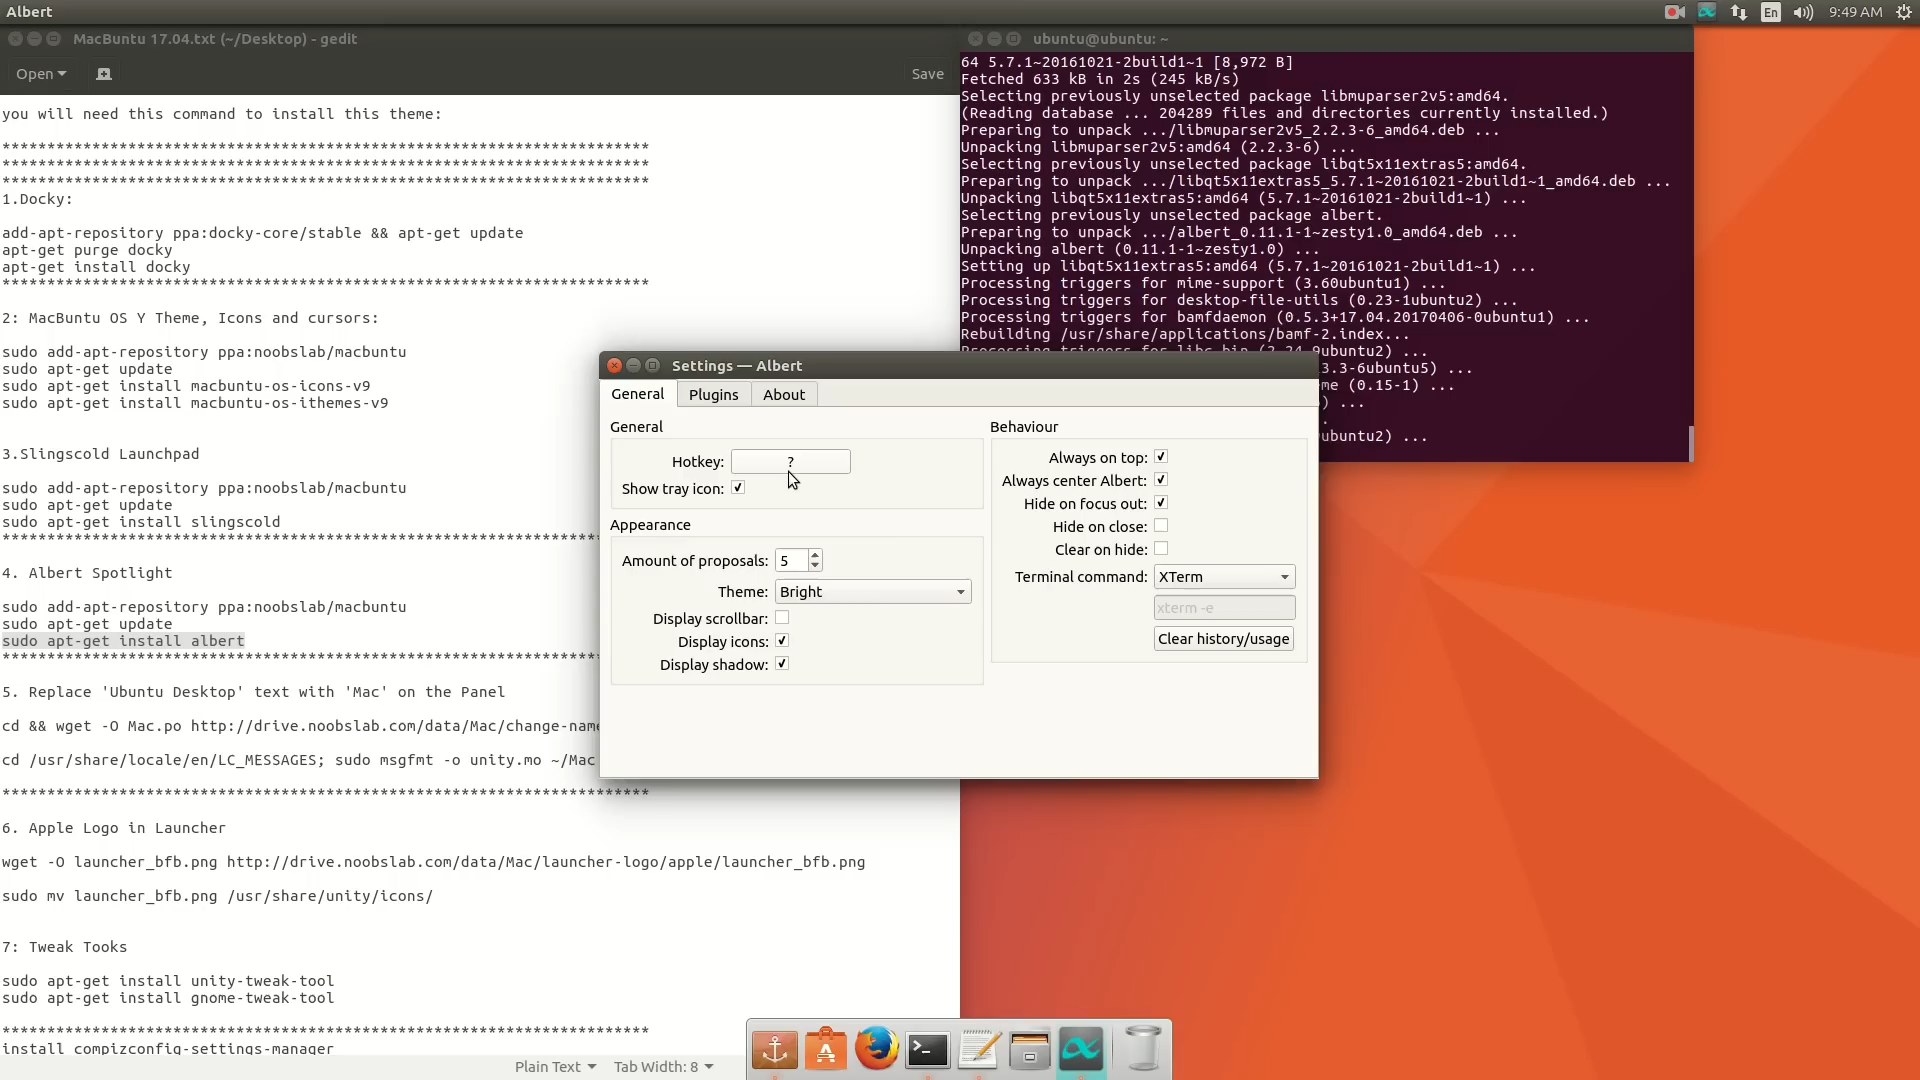 Albert
En
9:49 AM
MacBuntu 17.04.txt (~/Desktop) - gedit
Open
Save
you will need this command to install this theme:
************************************************************************
************************************************************************
************************************************************************
1.Docky:
add-apt-repository ppa:docky-core/stable && apt-get update
apt-get purge docky
apt-get install docky
************************************************************************
2: MacBuntu OS Y Theme, Icons and cursors:
sudo add-apt-repository ppa:noobslab/macbuntu
sudo apt-get update
sudo apt-get install macbuntu-os-icons-v9
sudo apt-get install macbuntu-os-ithemes-v9
3.Slingscold Launchpad
sudo add-apt-repository ppa:noobslab/macbuntu
sudo apt-get update
sudo apt-get install slingscold
******************************************************************
4. Albert Spotlight
sudo add-apt-repository ppa:noobslab/macbuntu
sudo apt-get update
sudo apt-get install albert
******************************************************************
5. Replace 'Ubuntu Desktop' text with 'Mac' on the Panel
cd && wget -O Mac.po http://drive.noobslab.com/data/Mac/change-name
cd /usr/share/locale/en/LC_MESSAGES; sudo msgfmt -o unity.mo ~/Mac
************************************************************************
6. Apple Logo in Launcher
wget -O launcher_bfb.png http://drive.noobslab.com/data/Mac/launcher-logo/apple/launcher_bfb.png
sudo mv launcher_bfb.png /usr/share/unity/icons/
7: Tweak Tooks
sudo apt-get install unity-tweak-tool
sudo apt-get install gnome-tweak-tool
************************************************************************
install compizconfig-settings-manager
Plain Text
Tab Width: 8
ubuntu@ubuntu: ~
64 5.7.1~20161021-2build1~1 [8,972 B]
Fetched 633 kB in 2s (245 kB/s)
Selecting previously unselected package libmuparser2v5:amd64.
(Reading database ... 204289 files and directories currently installed.)
Preparing to unpack .../libmuparser2v5_2.2.3-6_amd64.deb ...
Unpacking libmuparser2v5:amd64 (2.2.3-6) ...
Selecting previously unselected package libqt5x11extras5:amd64.
Preparing to unpack .../libqt5x11extras5_5.7.1~20161021-2build1~1_amd64.deb ...
Unpacking libqt5x11extras5:amd64 (5.7.1~20161021-2build1~1) ...
Selecting previously unselected package albert.
Preparing to unpack .../albert_0.11.1-1~zesty1.0_amd64.deb ...
Unpacking albert (0.11.1-1~zesty1.0) ...
Setting up libqt5x11extras5:amd64 (5.7.1~20161021-2build1~1) ...
Processing triggers for mime-support (3.60ubuntu1) ...
Processing triggers for desktop-file-utils (0.23-1ubuntu2) ...
Processing triggers for bamfdaemon (0.5.3+17.04.20170406-0ubuntu1) ...
Rebuilding /usr/share/applications/bamf-2.index...
Processing triggers for libc-bin (2.24-9ubuntu2) ...
3.3-6ubuntu5) ...
me (0.15-1) ...
) ...
.
ubuntu2) ...
Settings — Albert
General
Plugins
About
General
Hotkey:
?
Show tray icon:
Appearance
Amount of proposals:
5
Theme:
Bright
Display scrollbar:
Display icons:
Display shadow:
Behaviour
Always on top:
Always center Albert:
Hide on focus out:
Hide on close:
Clear on hide:
Terminal command:
XTerm
xterm -e
Clear history/usage